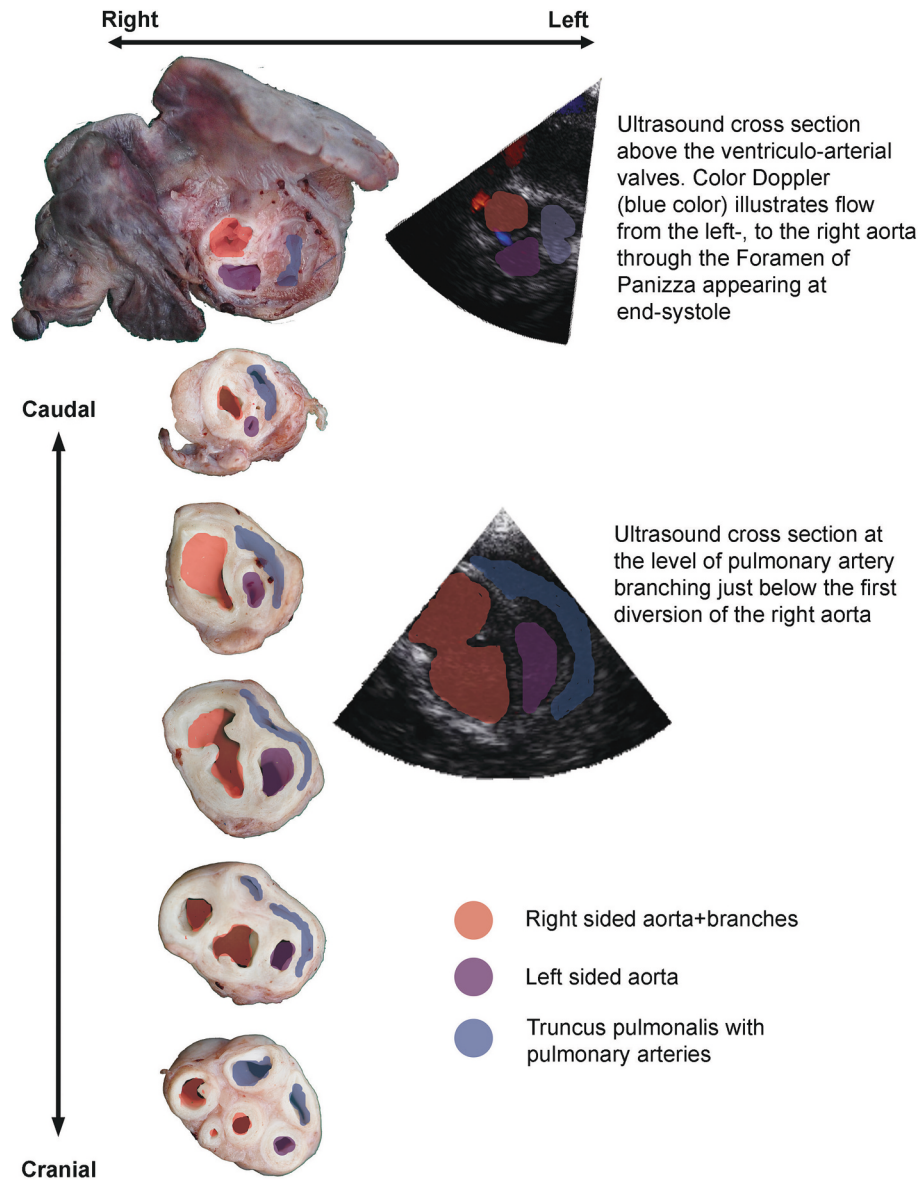 Right
Left
Ultrasound cross section
above the ventriculo-arterial
valves. Color Doppler
(blue color) illustrates flow
from the left-, to the right aorta
through the Foramen of
Panizza appearing at
end-systole
Caudal
Ultrasound cross section at
the level of pulmonary artery
branching just below the first
diversion of the right aorta
Right sided aorta+branches
Left sided aorta
Truncus pulmonalis with
pulmonary arteries
Cranial